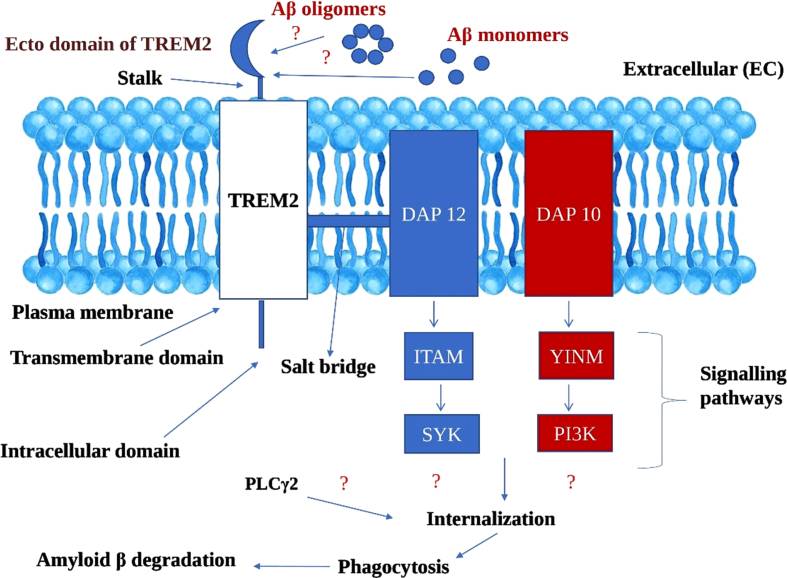 Aβ oligomers
?
Ecto domain of TREM2
?
Aβ monomers
Stalk
Extracellular (EC)
TREM2
DAP 12
DAP 10
Plasma membrane
Transmembrane domain
Salt bridge
ITAM
YINM
Signalling
pathways
Intracellular domain
SYK
PI3K
PLCγ2
?
?
?
Internalization
Amyloid β degradation
Phagocytosis